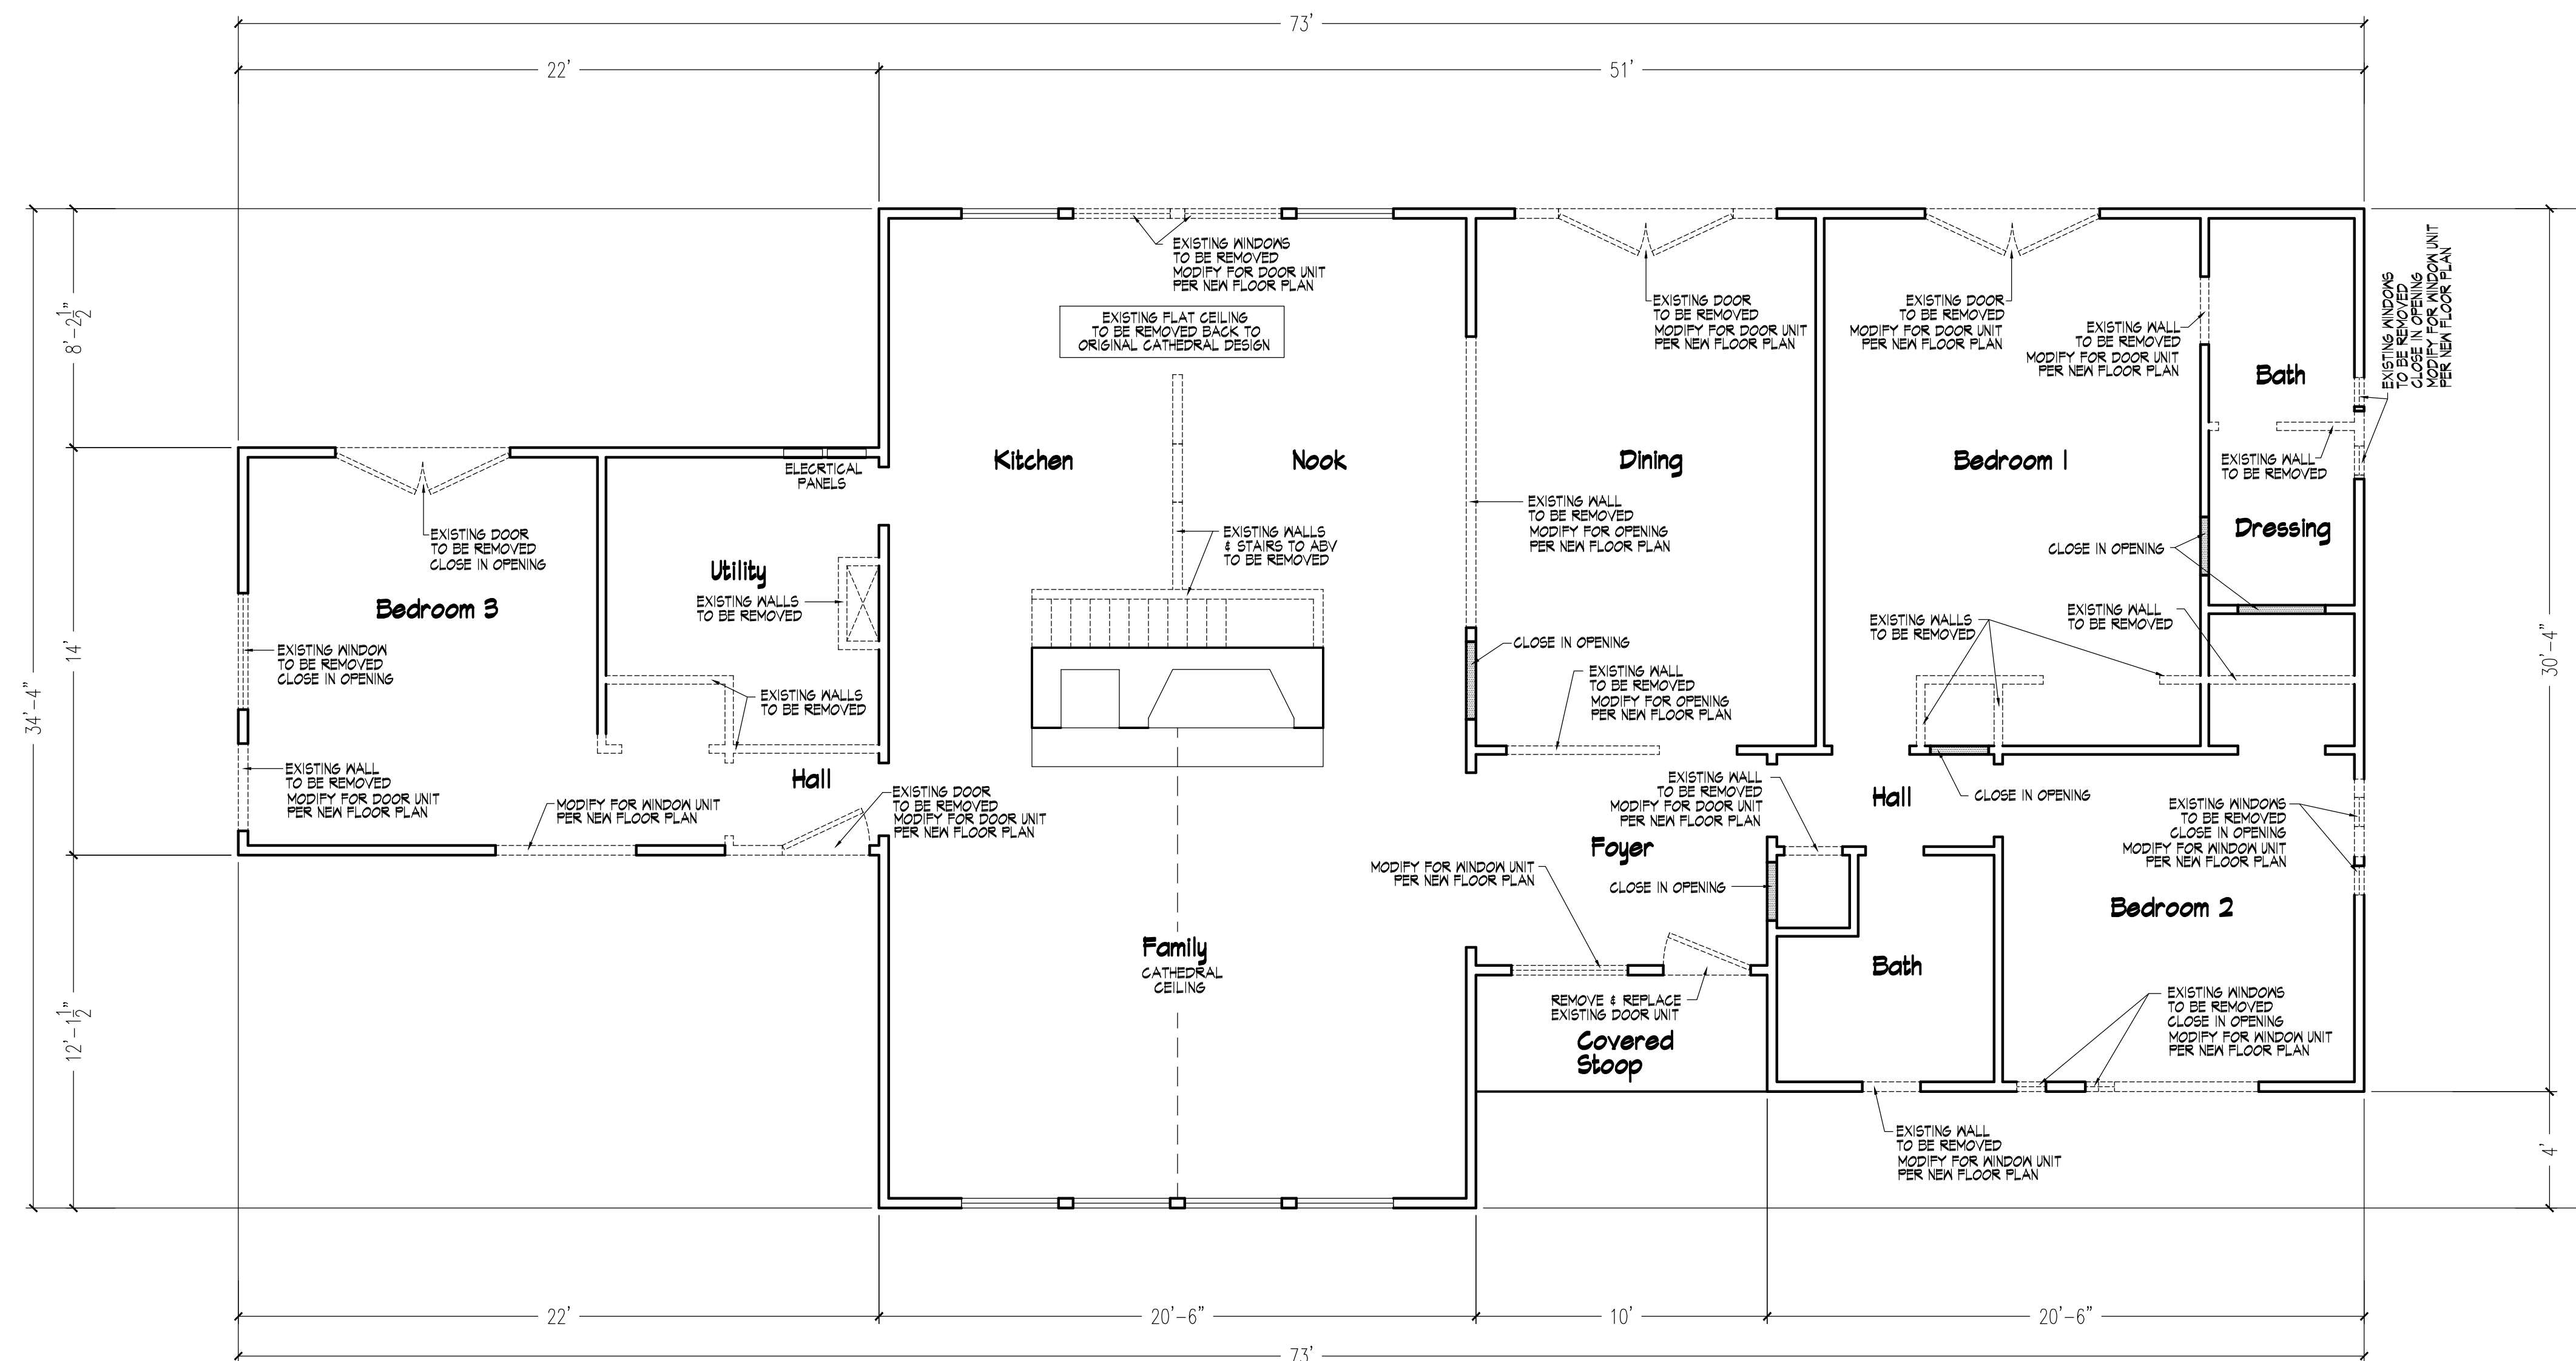 73'
22'
51'
EXISTING WINDOWS
TO BE REMOVED
MODIFY FOR DOOR UNIT
PER NEW FLOOR PLAN
EXISTING FLAT CEILING
TO BE REMOVED BACK TO
ORIGINAL CATHEDRAL DESIGN
EXISTING DOOR
TO BE REMOVED
MODIFY FOR DOOR UNIT
PER NEW FLOOR PLAN
EXISTING DOOR
TO BE REMOVED
MODIFY FOR DOOR UNIT
PER NEW FLOOR PLAN
EXISTING WALL
TO BE REMOVED
MODIFY FOR DOOR UNIT
PER NEW FLOOR PLAN
EXISTING WINDOWS
TO BE REMOVED
CLOSE IN OPENING
MODIFY FOR WINDOW UNIT
PER NEW FLOOR PLAN
8'-2 1/2"
Bath
Kitchen
Nook
Dining
Bedroom 1
EXISTING WALL
TO BE REMOVED
ELECRTICAL
PANELS
EXISTING DOOR
TO BE REMOVED
CLOSE IN OPENING
EXISTING WALLS
& STAIRS TO ABV
TO BE REMOVED
EXISTING WALL
TO BE REMOVED
MODIFY FOR OPENING
PER NEW FLOOR PLAN
Dressing
CLOSE IN OPENING
Utility
EXISTING WALLS
TO BE REMOVED
Bedroom 3
EXISTING WALLS
TO BE REMOVED
EXISTING WALL
TO BE REMOVED
14'
34'-4"
30'-4"
EXISTING WINDOW
TO BE REMOVED
CLOSE IN OPENING
CLOSE IN OPENING
EXISTING WALLS
TO BE REMOVED
EXISTING WALL
TO BE REMOVED
MODIFY FOR OPENING
PER NEW FLOOR PLAN
EXISTING WALL
TO BE REMOVED
MODIFY FOR DOOR UNIT
PER NEW FLOOR PLAN
MODIFY FOR WINDOW UNIT
PER NEW FLOOR PLAN
Hall
EXISTING DOOR
TO BE REMOVED
MODIFY FOR DOOR UNIT
PER NEW FLOOR PLAN
EXISTING WALL
TO BE REMOVED
MODIFY FOR DOOR UNIT
PER NEW FLOOR PLAN
Hall
CLOSE IN OPENING
EXISTING WINDOWS
TO BE REMOVED
CLOSE IN OPENING
MODIFY FOR WINDOW UNIT
PER NEW FLOOR PLAN
Foyer
MODIFY FOR WINDOW UNIT
PER NEW FLOOR PLAN
CLOSE IN OPENING
Bedroom 2
Family
CATHEDRAL
CEILING
Bath
12'-1 1/2"
REMOVE & REPLACE
EXISTING DOOR UNIT
Covered
Stoop
EXISTING WINDOWS
TO BE REMOVED
CLOSE IN OPENING
MODIFY FOR WINDOW UNIT
PER NEW FLOOR PLAN
EXISTING WALL
TO BE REMOVED
MODIFY FOR WINDOW UNIT
PER NEW FLOOR PLAN
4'
22'
20'-6"
10'
20'-6"
73'